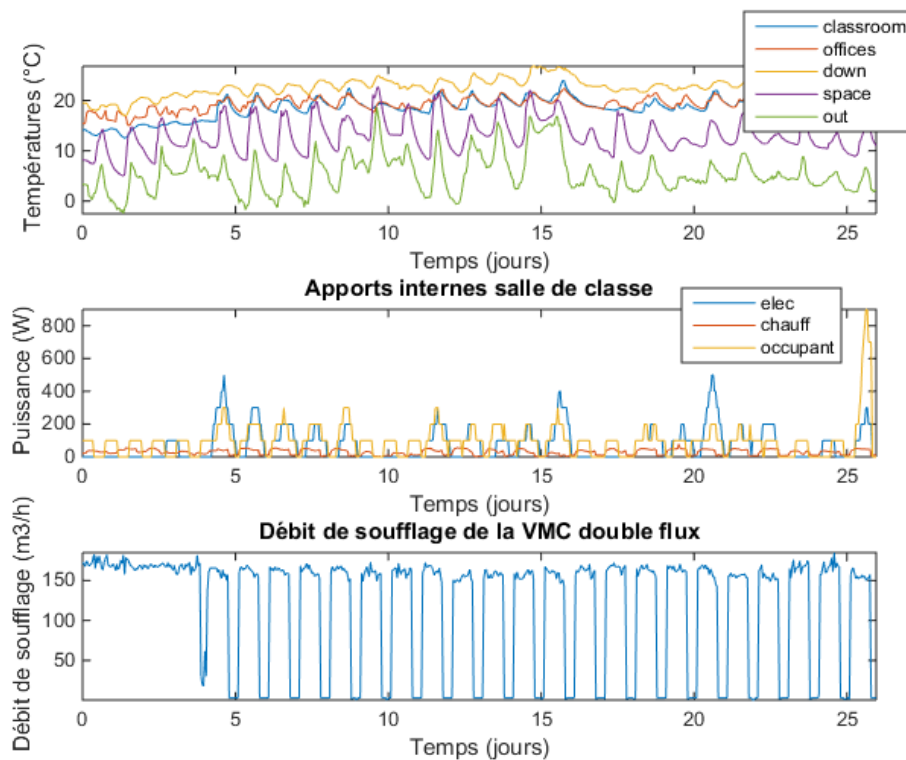 classroom
offices
down
space
out
Températures (°C)
20
10
0
0 5 10 15 20 25
Temps (jours)
Apports internes salle de classe
elec
chauff
occupant
Puissance (W)
800
600
400
200
0
0 5 10 15 20 25
Temps (jours)
Débit de soufflage de la VMC double flux
Débit de soufflage (m3/h)
150
100
50
0 5 10 15 20 25
Temps (jours)